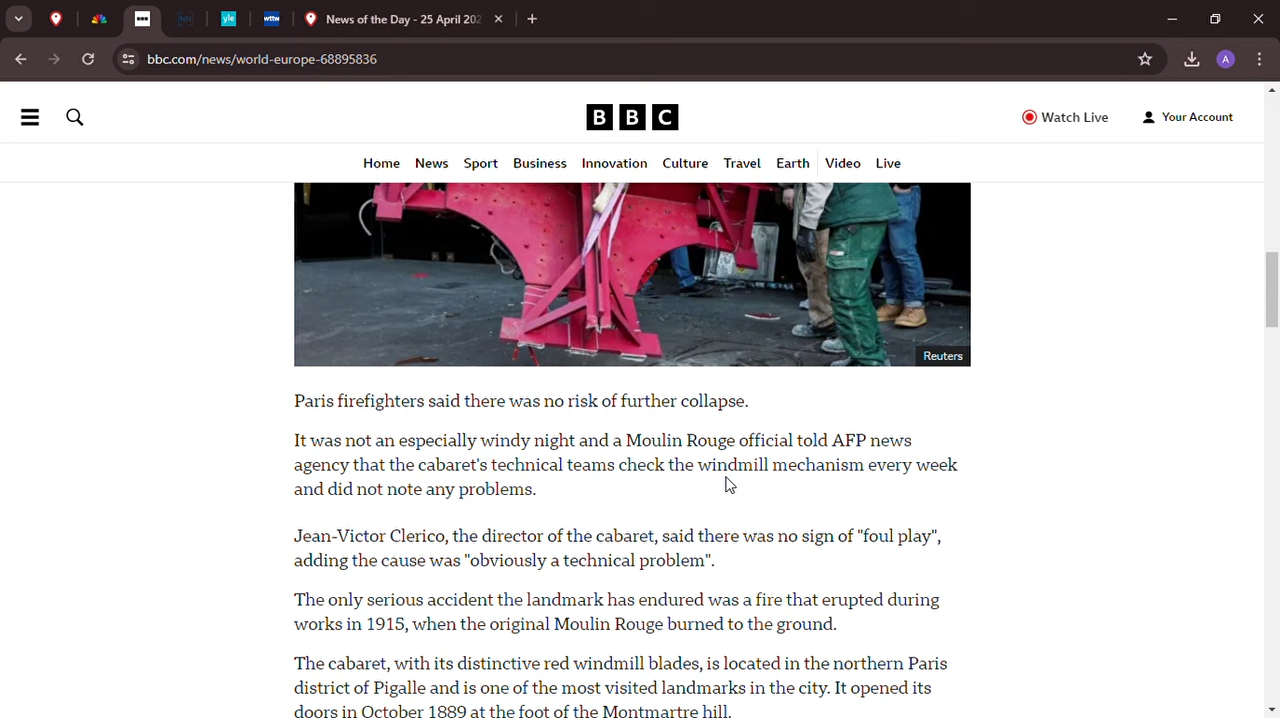 News of the Day - 25 April 202
bbc.com/news/world-europe-68895836
A
BBC
Watch Live
Your Account
Home News Sport Business Innovation Culture Travel Earth Video Live
Reuters
Paris firefighters said there was no risk of further collapse.
It was not an especially windy night and a Moulin Rouge official told AFP news
agency that the cabaret's technical teams check the windmill mechanism every week
and did not note any problems.
Jean-Victor Clerico, the director of the cabaret, said there was no sign of "foul play",
adding the cause was "obviously a technical problem".
The only serious accident the landmark has endured was a fire that erupted during
works in 1915, when the original Moulin Rouge burned to the ground.
The cabaret, with its distinctive red windmill blades, is located in the northern Paris
district of Pigalle and is one of the most visited landmarks in the city. It opened its
doors in October 1889 at the foot of the Montmartre hill.